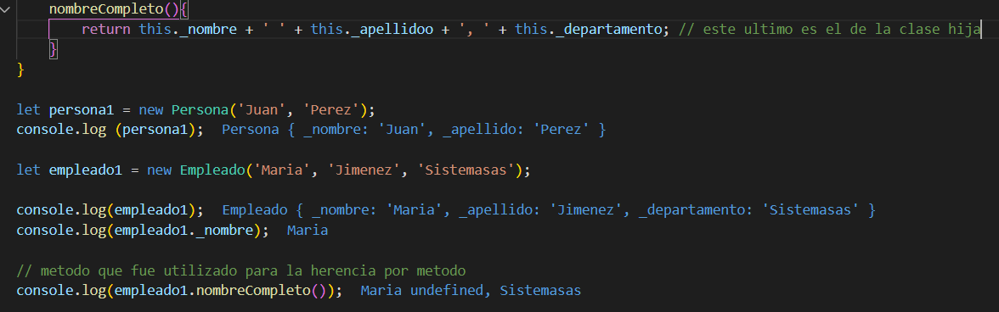 nombreCompleto(){
return this._nombre + ' ' + this._apellidoo + ', ' + this._departamento; // este ultimo es el de la clase hija
}
}
let persona1 = new Persona('Juan', 'Perez');
console.log (persona1);  Persona { _nombre: 'Juan', _apellido: 'Perez' }
let empleado1 = new Empleado('Maria', 'Jimenez', 'Sistemasas');
console.log(empleado1);  Empleado { _nombre: 'Maria', _apellido: 'Jimenez', _departamento: 'Sistemasas' }
console.log(empleado1._nombre);  Maria
// metodo que fue utilizado para la herencia por metodo
console.log(empleado1.nombreCompleto());  Maria undefined, Sistemasas